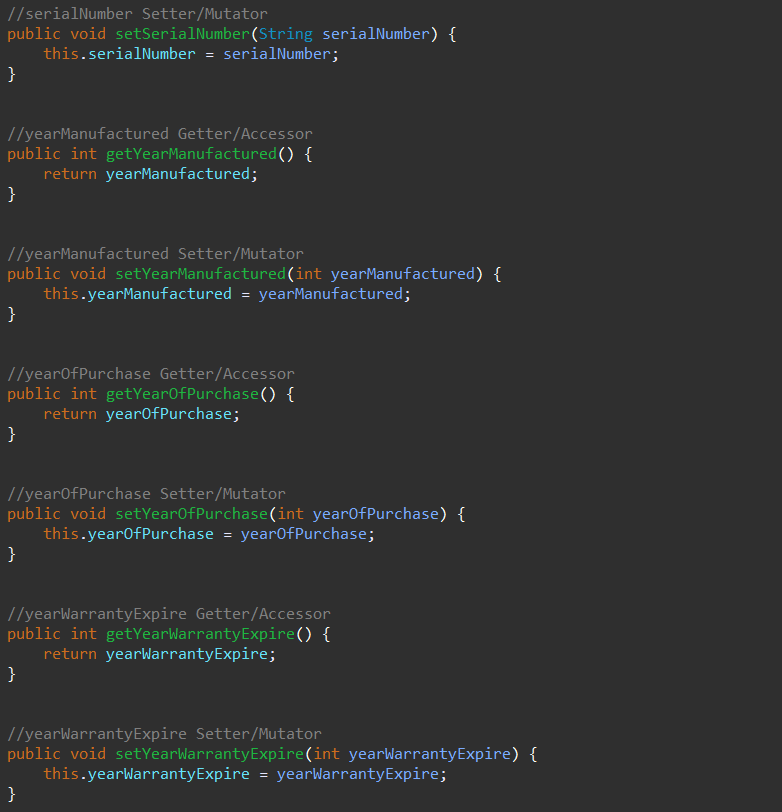 //serialNumber Setter/Mutator
public void setSerialNumber(String serialNumber) {
    this.serialNumber = serialNumber;
}
//yearManufactured Getter/Accessor
public int getYearManufactured() {
    return yearManufactured;
}
//yearManufactured Setter/Mutator
public void setYearManufactured(int yearManufactured) {
    this.yearManufactured = yearManufactured;
}
//yearOfPurchase Getter/Accessor
public int getYearOfPurchase() {
    return yearOfPurchase;
}
//yearOfPurchase Setter/Mutator
public void setYearOfPurchase(int yearOfPurchase) {
    this.yearOfPurchase = yearOfPurchase;
}
//yearWarrantyExpire Getter/Accessor
public int getYearWarrantyExpire() {
    return yearWarrantyExpire;
}
//yearWarrantyExpire Setter/Mutator
public void setYearWarrantyExpire(int yearWarrantyExpire) {
    this.yearWarrantyExpire = yearWarrantyExpire;
}